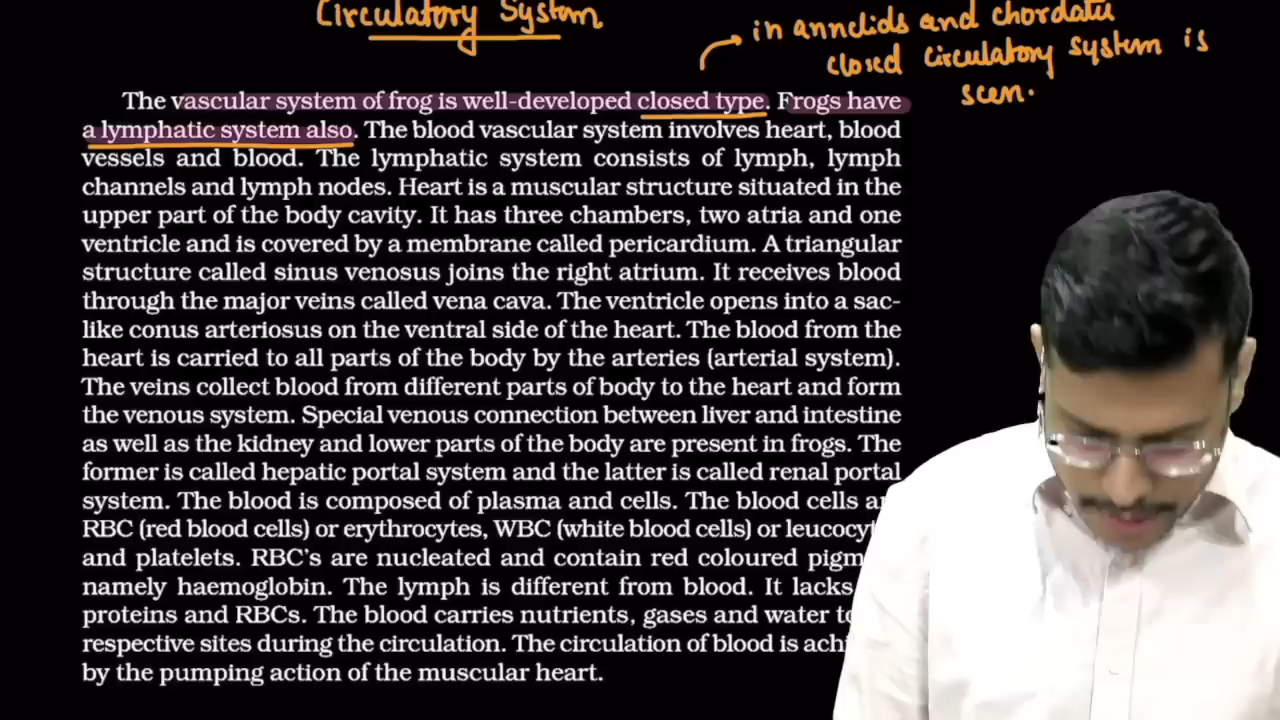 Circulatory System
in annelids and chordata
closed circulatory system is
seen.
The vascular system of frog is well-developed closed type. Frogs have
a lymphatic system also. The blood vascular system involves heart, blood
vessels and blood. The lymphatic system consists of lymph, lymph
channels and lymph nodes. Heart is a muscular structure situated in the
upper part of the body cavity. It has three chambers, two atria and one
ventricle and is covered by a membrane called pericardium. A triangular
structure called sinus venosus joins the right atrium. It receives blood
through the major veins called vena cava. The ventricle opens into a sac-
like conus arteriosus on the ventral side of the heart. The blood from the
heart is carried to all parts of the body by the arteries (arterial system).
The veins collect blood from different parts of body to the heart and form
the venous system. Special venous connection between liver and intestine
as well as the kidney and lower parts of the body are present in frogs. The
former is called hepatic portal system and the latter is called renal portal
system. The blood is composed of plasma and cells. The blood cells
RBC (red blood cells) or erythrocytes, WBC (white blood cells) or
and platelets. RBC's are nucleated and contain red coloured
namely haemoglobin. The lymph is different from blood. It lacks
proteins and RBCs. The blood carries nutrients, gases and water
respective sites during the circulation. The circulation of blood is
by the pumping action of the muscular heart.